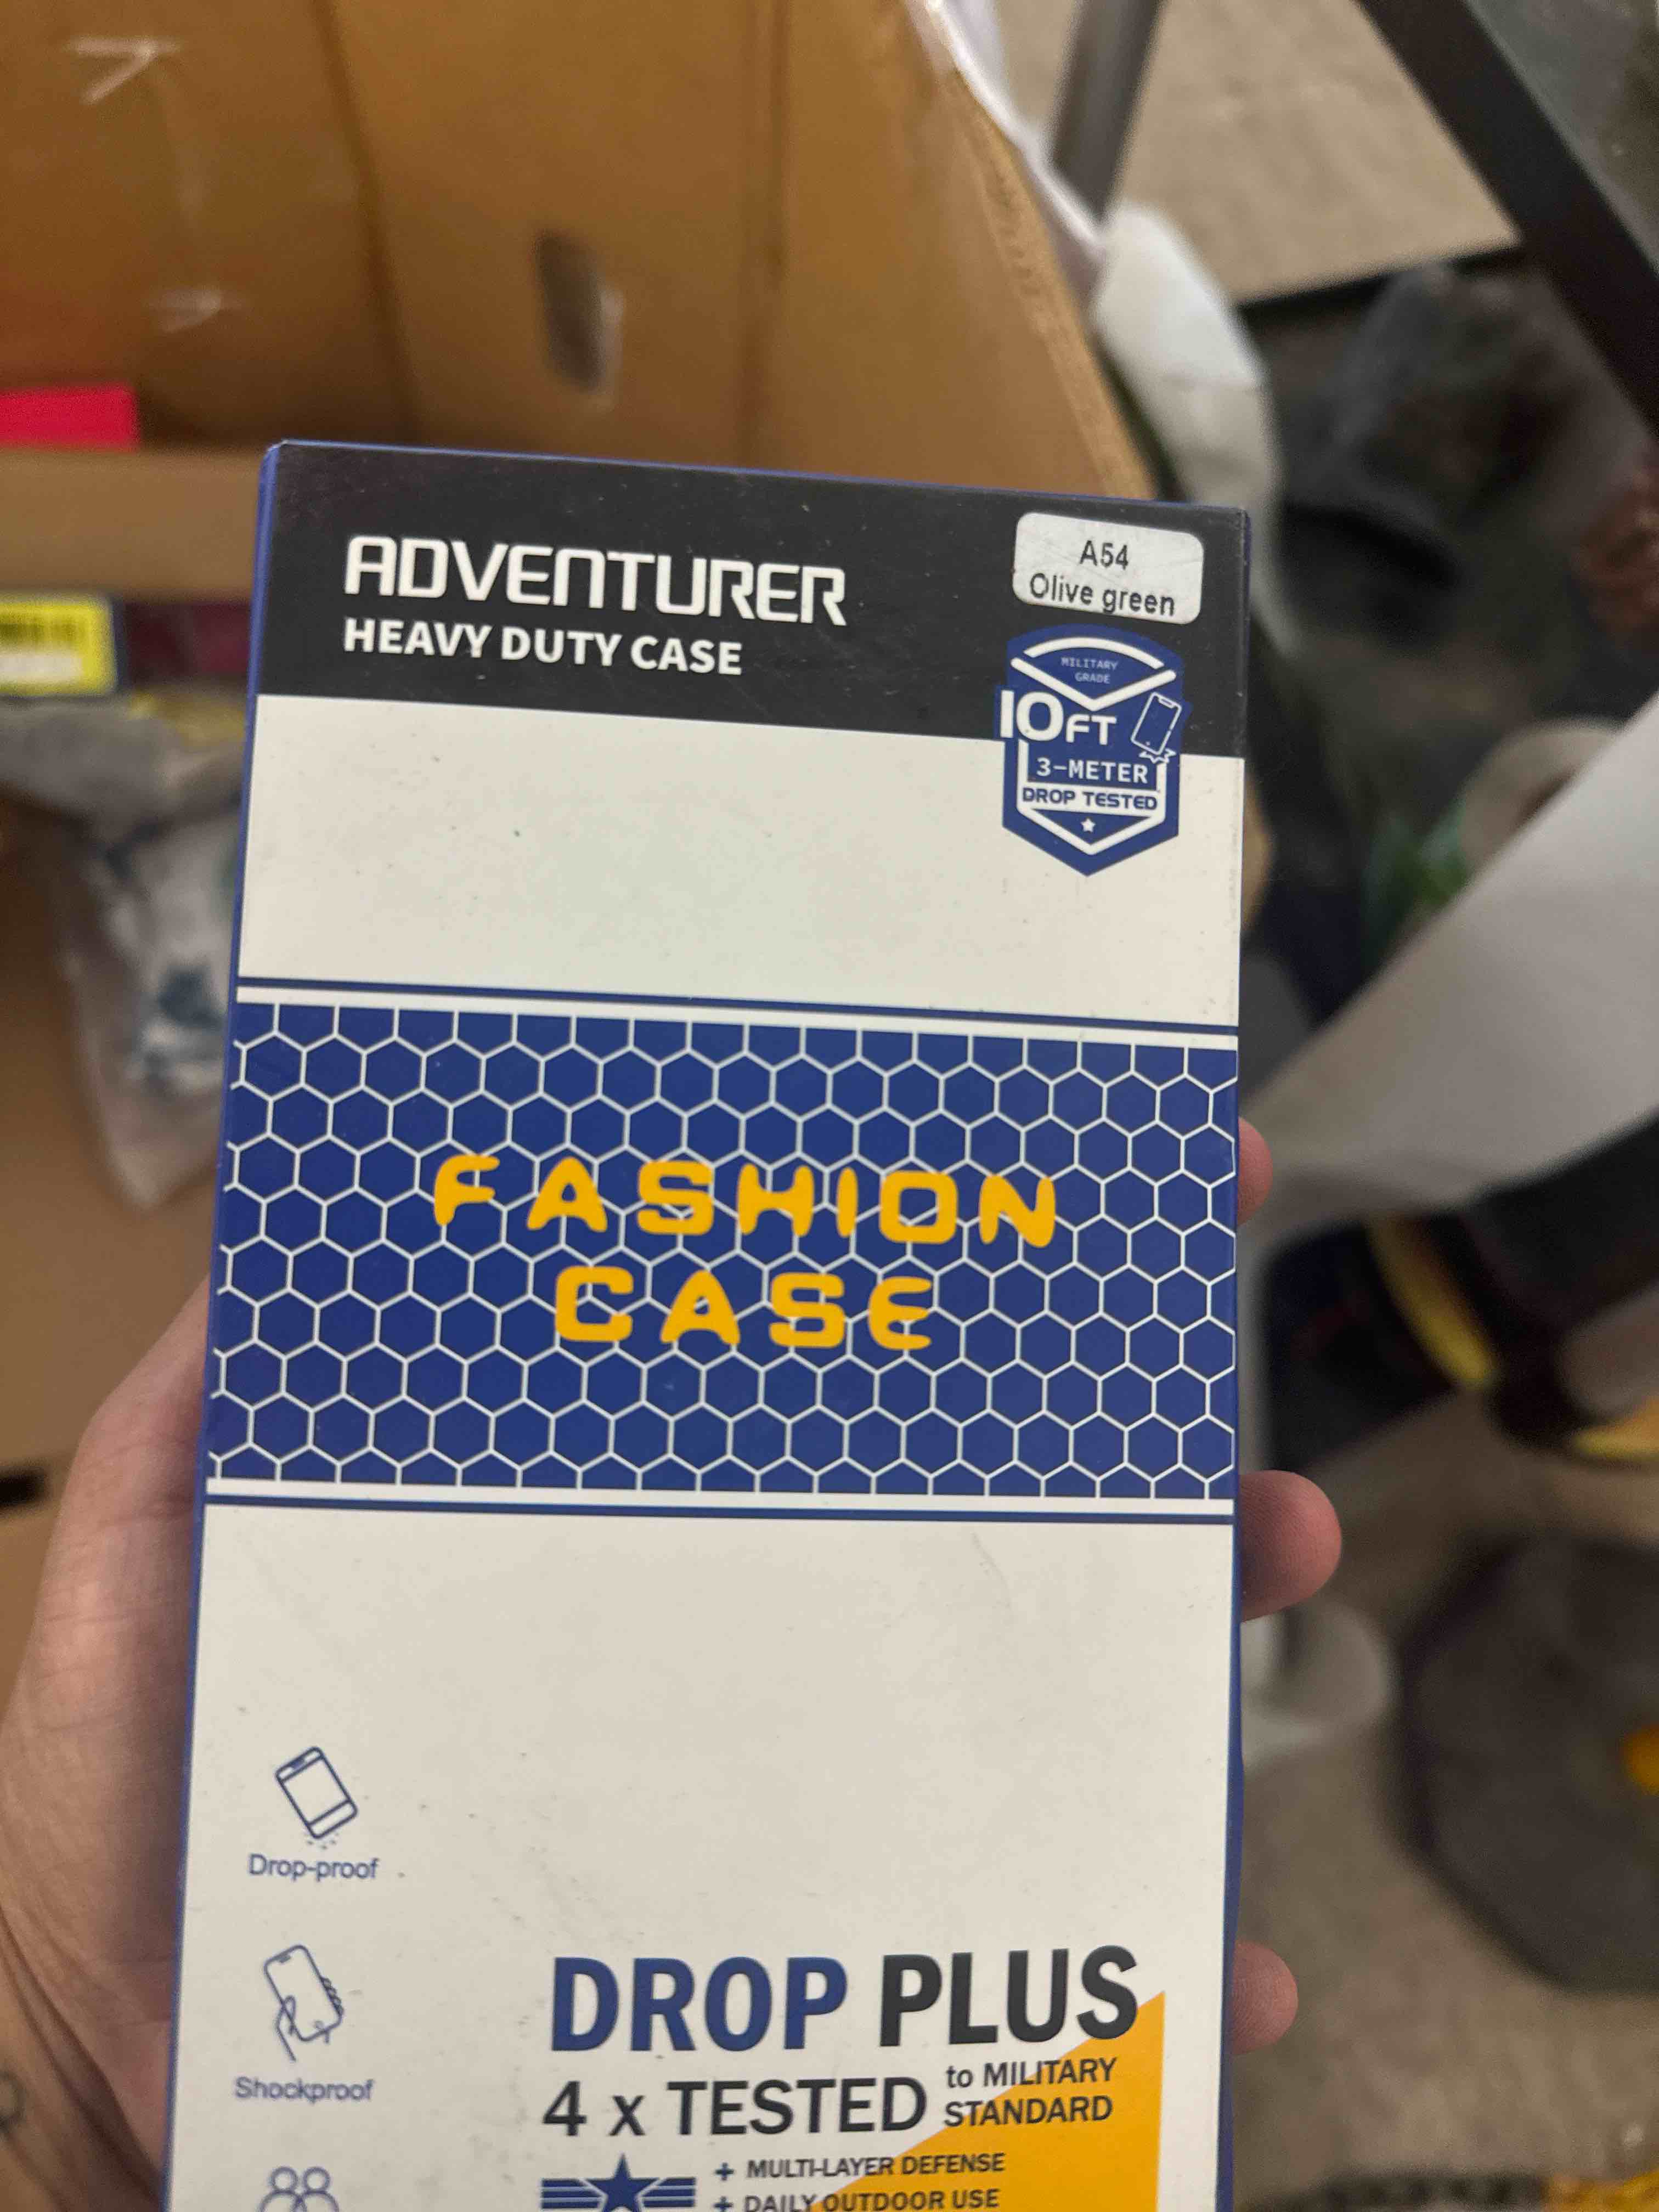 ADVENTURER
HEAVY DUTY CASE
A54
Olive green
MILITARY
GRADE
10FT
3-METER
DROP TESTED
FASHION
CASE
Drop-proof
Shockproof
DROP PLUS
4 x TESTED to MILITARY STANDARD
+ MULTI-LAYER DEFENSE
+ DAILY OUTDOOR USE